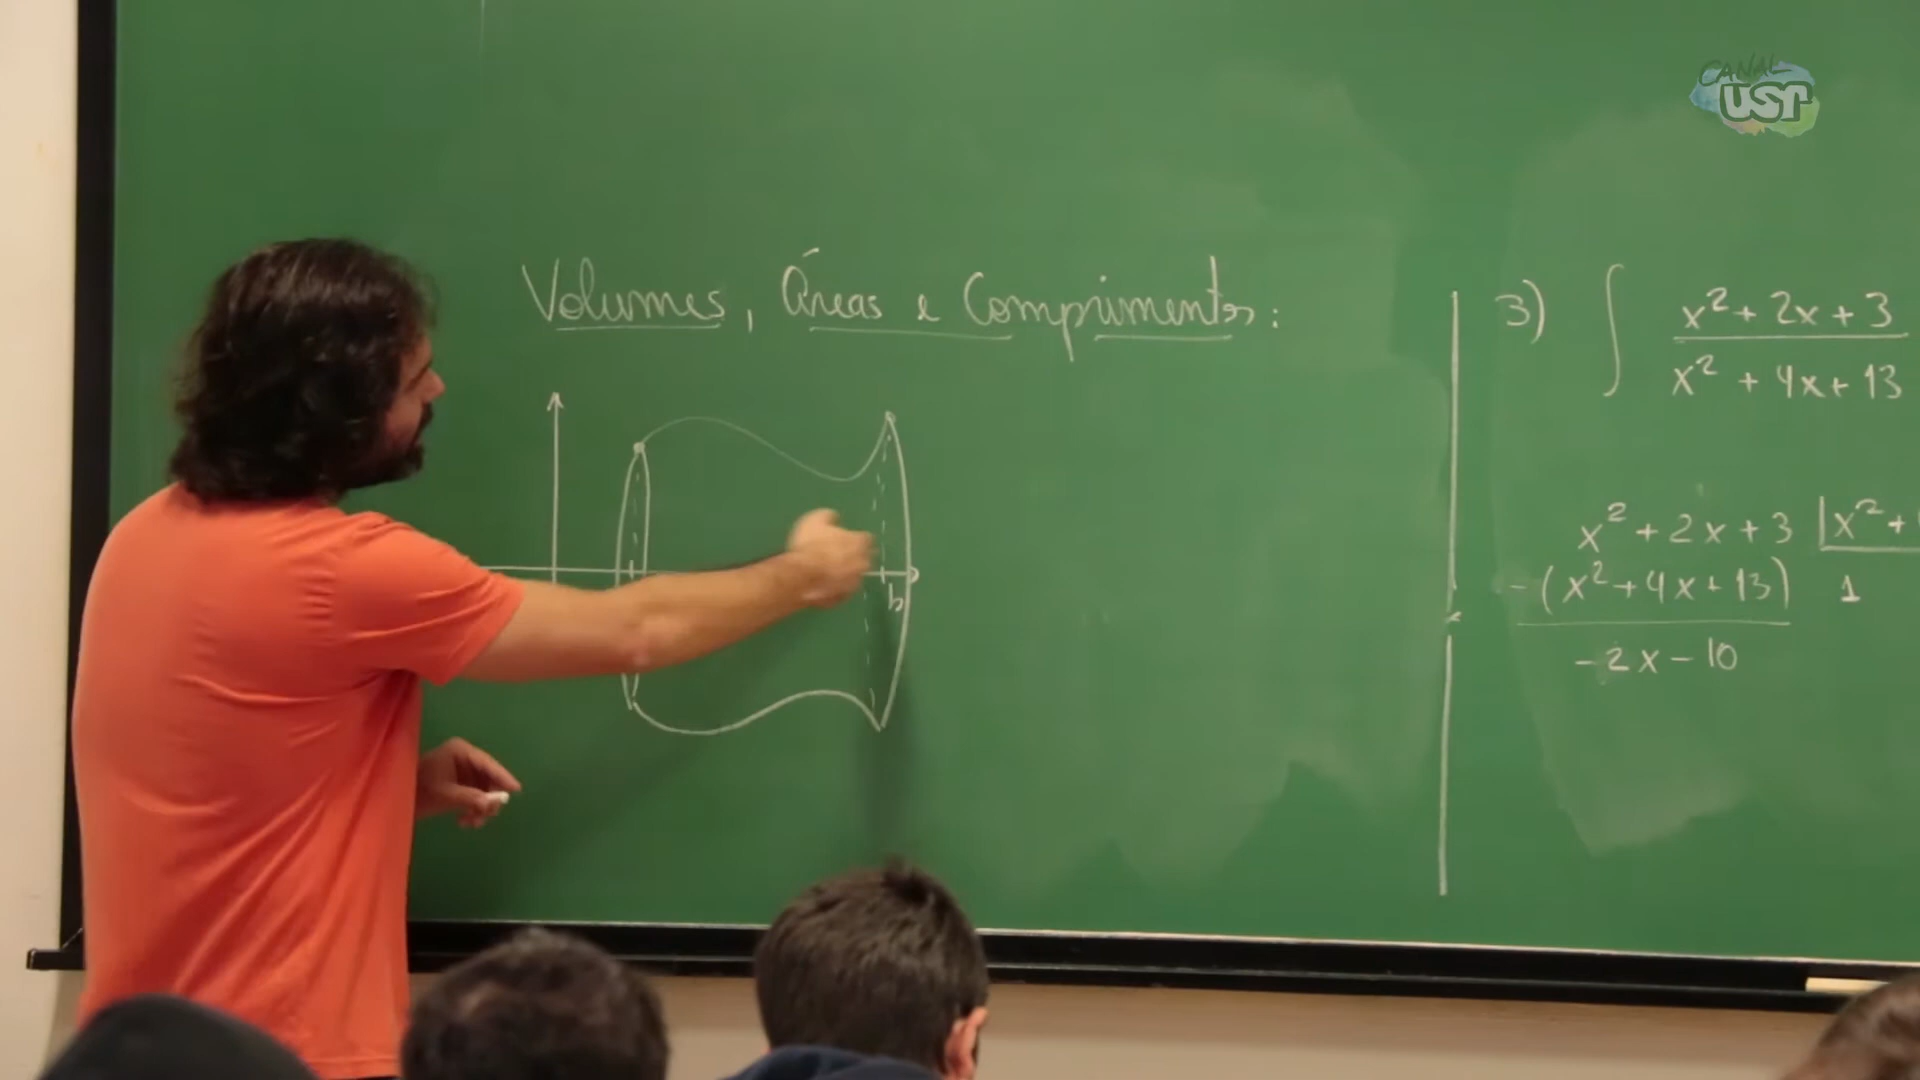 CANAL
USP
Volumes, Áreas e Comprimentos:
b
3) ∫ x² + 2x + 3
x² + 4x + 13
x² + 2x + 3 | x² +
-(x² + 4x + 13) 1
-2x - 10